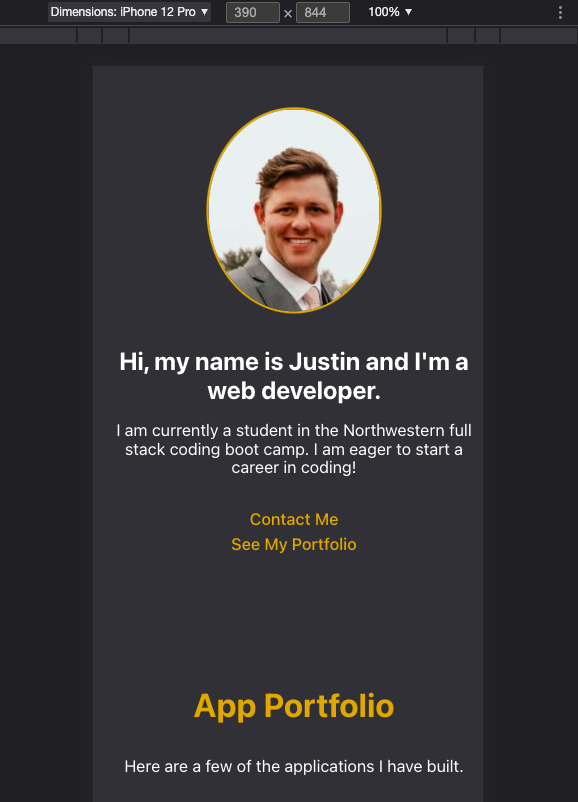 Dimensions: iPhone 12 Pro ▼ 390 × 844 100% ▼
Hi, my name is Justin and I'm a
web developer.
I am currently a student in the Northwestern full
stack coding boot camp. I am eager to start a
career in coding!
Contact Me
See My Portfolio
App Portfolio
Here are a few of the applications I have built.